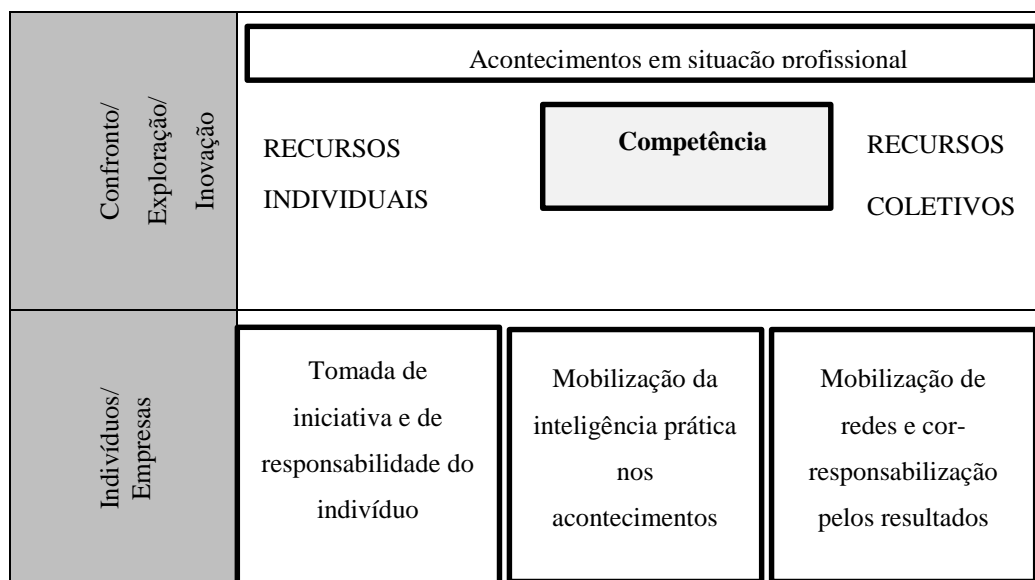 Confronto/
Exploração/
Inovação
Acontecimentos em situação profissional
RECURSOS
INDIVIDUAIS
Competência
RECURSOS
COLETIVOS
Indivíduos/
Empresas
Tomada de
iniciativa e de
responsabilidade do
indivíduo
Mobilização da
inteligência prática
nos
acontecimentos
Mobilização de
redes e cor-
responsabilização
pelos resultados